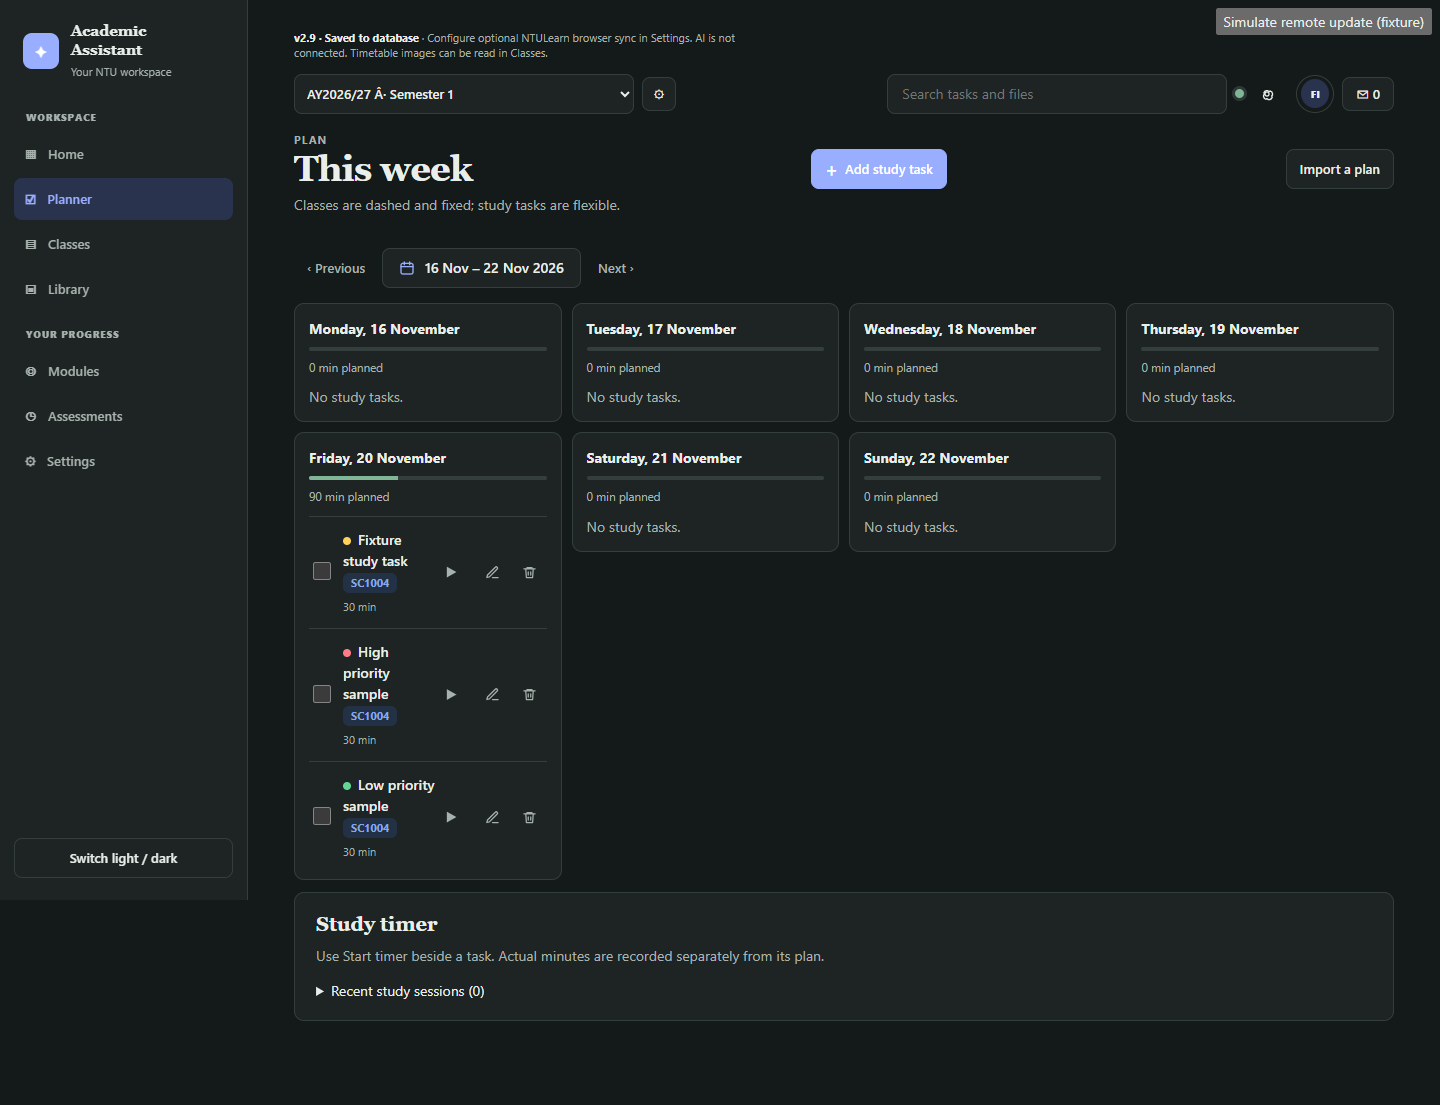 Academic
Assistant
Your NTU workspace
WORKSPACE
Home
Planner
Classes
Library
YOUR PROGRESS
Modules
Assessments
Settings
Switch light / dark
Simulate remote update (fixture)
v2.9 · Saved to database · Configure optional NTULearn browser sync in Settings. AI is not
connected. Timetable images can be read in Classes.
AY2026/27 Â· Semester 1
Search tasks and files
FI
0
PLAN
This week
Classes are dashed and fixed; study tasks are flexible.
+ Add study task
Import a plan
‹ Previous
16 Nov – 22 Nov 2026
Next ›
Monday, 16 November
0 min planned
No study tasks.
Tuesday, 17 November
0 min planned
No study tasks.
Wednesday, 18 November
0 min planned
No study tasks.
Thursday, 19 November
0 min planned
No study tasks.
Friday, 20 November
90 min planned
Fixture
study task
SC1004
30 min
High
priority
sample
SC1004
30 min
Low priority
sample
SC1004
30 min
Saturday, 21 November
0 min planned
No study tasks.
Sunday, 22 November
0 min planned
No study tasks.
Study timer
Use Start timer beside a task. Actual minutes are recorded separately from its plan.
Recent study sessions (0)